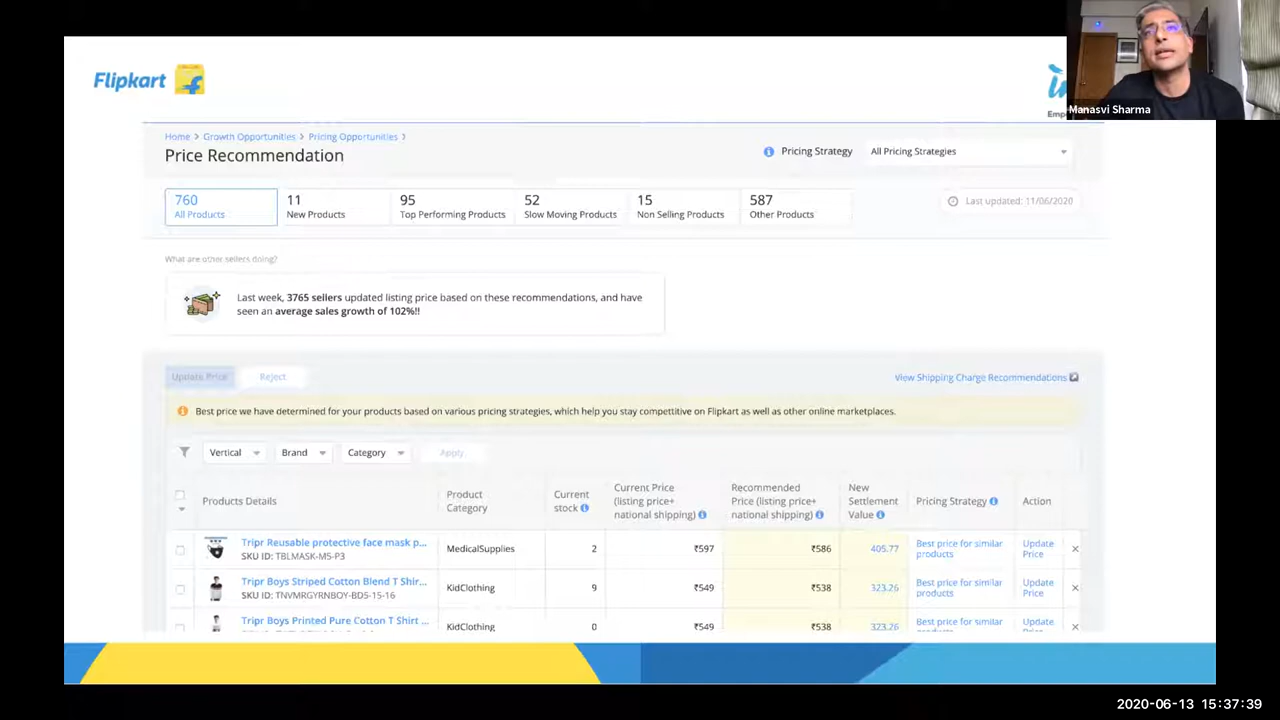 Flipkart
Manasvi Sharma
Home > Growth Opportunities > Pricing Opportunities >
Price Recommendation
Pricing Strategy
All Pricing Strategies
760
All Products
11
New Products
95
Top Performing Products
52
Slow Moving Products
15
Non Selling Products
587
Other Products
Last updated: 11/06/2020
What are other sellers doing?
Last week, 3765 sellers updated listing price based on these recommendations, and have
seen an average sales growth of 102%!!
Update Price
Reject
View Shipping Charge Recommendations
Best price we have determined for your products based on various pricing strategies, which help you stay compettitive on Flipkart as well as other online marketplaces.
Vertical
Brand
Category
Apply
Products Details
Product
Category
Current
stock
Current Price
(listing price+
national shipping)
Recommended
Price (listing price+
national shipping)
New
Settlement
Value
Pricing Strategy
Action
Tripr Reusable protective face mask p...
SKU ID: TBLMASK-M5-P3
MedicalSupplies
2
₹597
₹586
405.77
Best price for similar
products
Update
Price
Tripr Boys Striped Cotton Blend T Shir...
SKU ID: TNVMRGYRNBOY-BD5-15-16
KidClothing
9
₹549
₹538
323.26
Best price for similar
products
Update
Price
Tripr Boys Printed Pure Cotton T Shirt ...
KidClothing
0
₹549
₹538
323.26
Best price for similar
Update
Price
2020-06-13 15:37:39